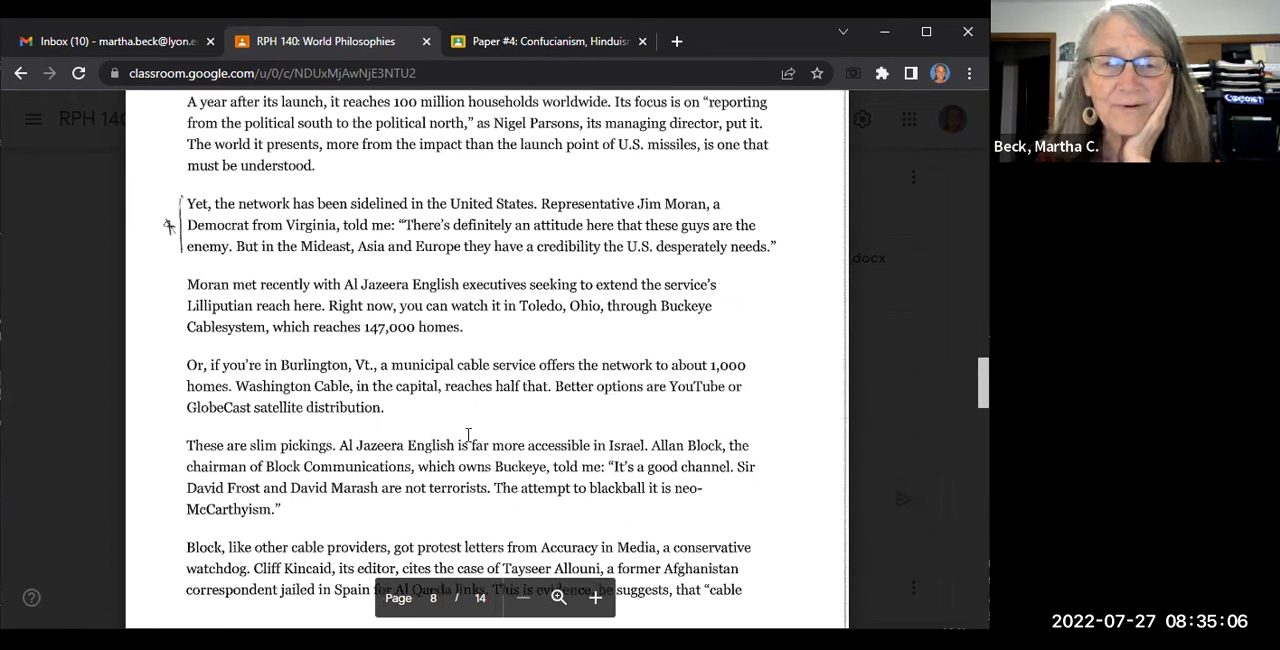 Inbox (10) - martha.beck@lyon.e
RPH 140: World Philosophies
Paper #4: Confucianism, Hinduis
classroom.google.com/u/0/c/NDUxMjAwNjE3NTU2
RPH 140
A year after its launch, it reaches 100 million households worldwide. Its focus is on “reporting
from the political south to the political north,” as Nigel Parsons, its managing director, put it.
The world it presents, more from the impact than the launch point of U.S. missiles, is one that
must be understood.
Yet, the network has been sidelined in the United States. Representative Jim Moran, a
Democrat from Virginia, told me: “There’s definitely an attitude here that these guys are the
enemy. But in the Mideast, Asia and Europe they have a credibility the U.S. desperately needs.”
Moran met recently with Al Jazeera English executives seeking to extend the service’s
Lilliputian reach here. Right now, you can watch it in Toledo, Ohio, through Buckeye
Cablesystem, which reaches 147,000 homes.
Or, if you’re in Burlington, Vt., a municipal cable service offers the network to about 1,000
homes. Washington Cable, in the capital, reaches half that. Better options are YouTube or
GlobeCast satellite distribution.
These are slim pickings. Al Jazeera English is far more accessible in Israel. Allan Block, the
chairman of Block Communications, which owns Buckeye, told me: “It’s a good channel. Sir
David Frost and David Marash are not terrorists. The attempt to blackball it is neo-
McCarthyism.”
Block, like other cable providers, got protest letters from Accuracy in Media, a conservative
watchdog. Cliff Kincaid, its editor, cites the case of Tayseer Allouni, a former Afghanistan
correspondent jailed in Spain for Al Qaeda links. This is evidence, he suggests, that “cable
Page 8 / 14
.docx
Beck, Martha C.
2022-07-27 08:35:06